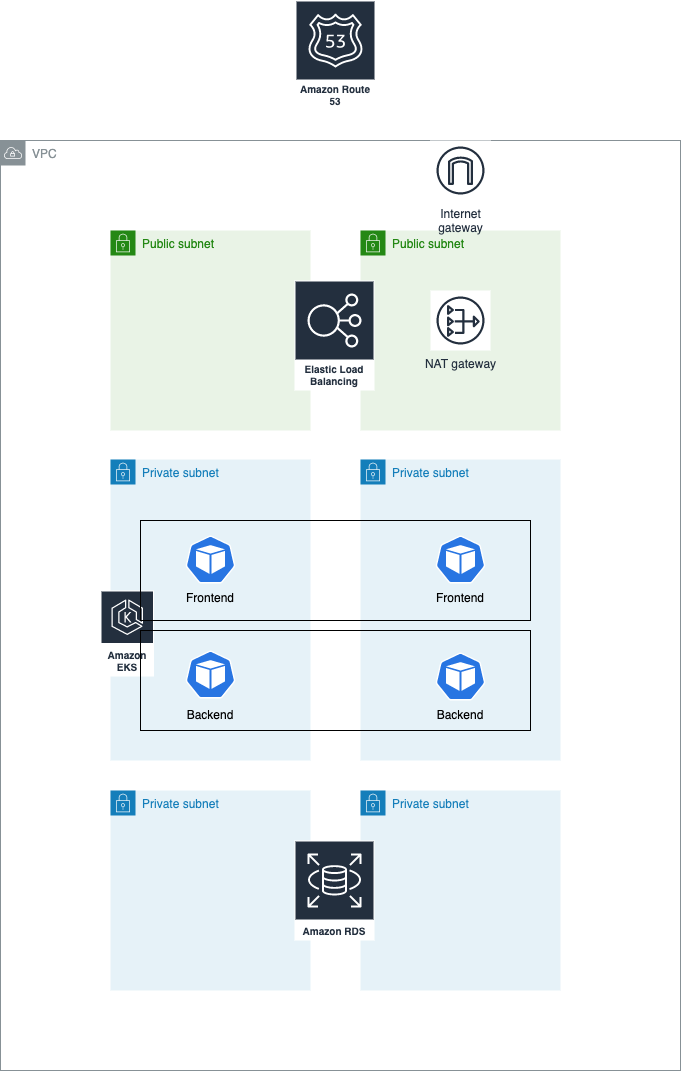 53
Amazon Route
53
VPC
Internet
gateway
Public subnet
Public subnet
Elastic Load
Balancing
NAT gateway
Private subnet
Private subnet
Frontend
Frontend
K
Amazon
EKS
Backend
Backend
Private subnet
Private subnet
Amazon RDS